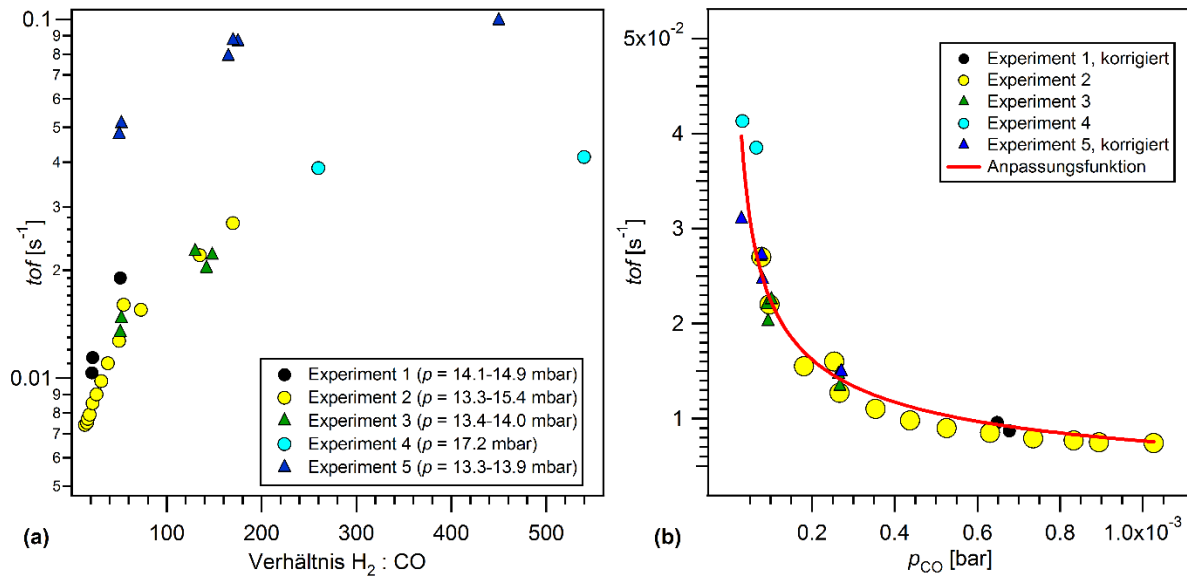 0.1
9
8
7
6
5
4
3
2
0.01
9
8
7
6
5
tof [s⁻¹]
Experiment 1 (p = 14.1-14.9 mbar)
Experiment 2 (p = 13.3-15.4 mbar)
Experiment 3 (p = 13.4-14.0 mbar)
Experiment 4 (p = 17.2 mbar)
Experiment 5 (p = 13.3-13.9 mbar)
100 200 300 400 500
(a)
Verhältnis H₂ : CO
5x10⁻²
4
3
2
1
tof [s⁻¹]
Experiment 1, korrigiert
Experiment 2
Experiment 3
Experiment 4
Experiment 5, korrigiert
Anpassungsfunktion
0.2 0.4 0.6 0.8 1.0x10⁻³
(b)
p_CO [bar]